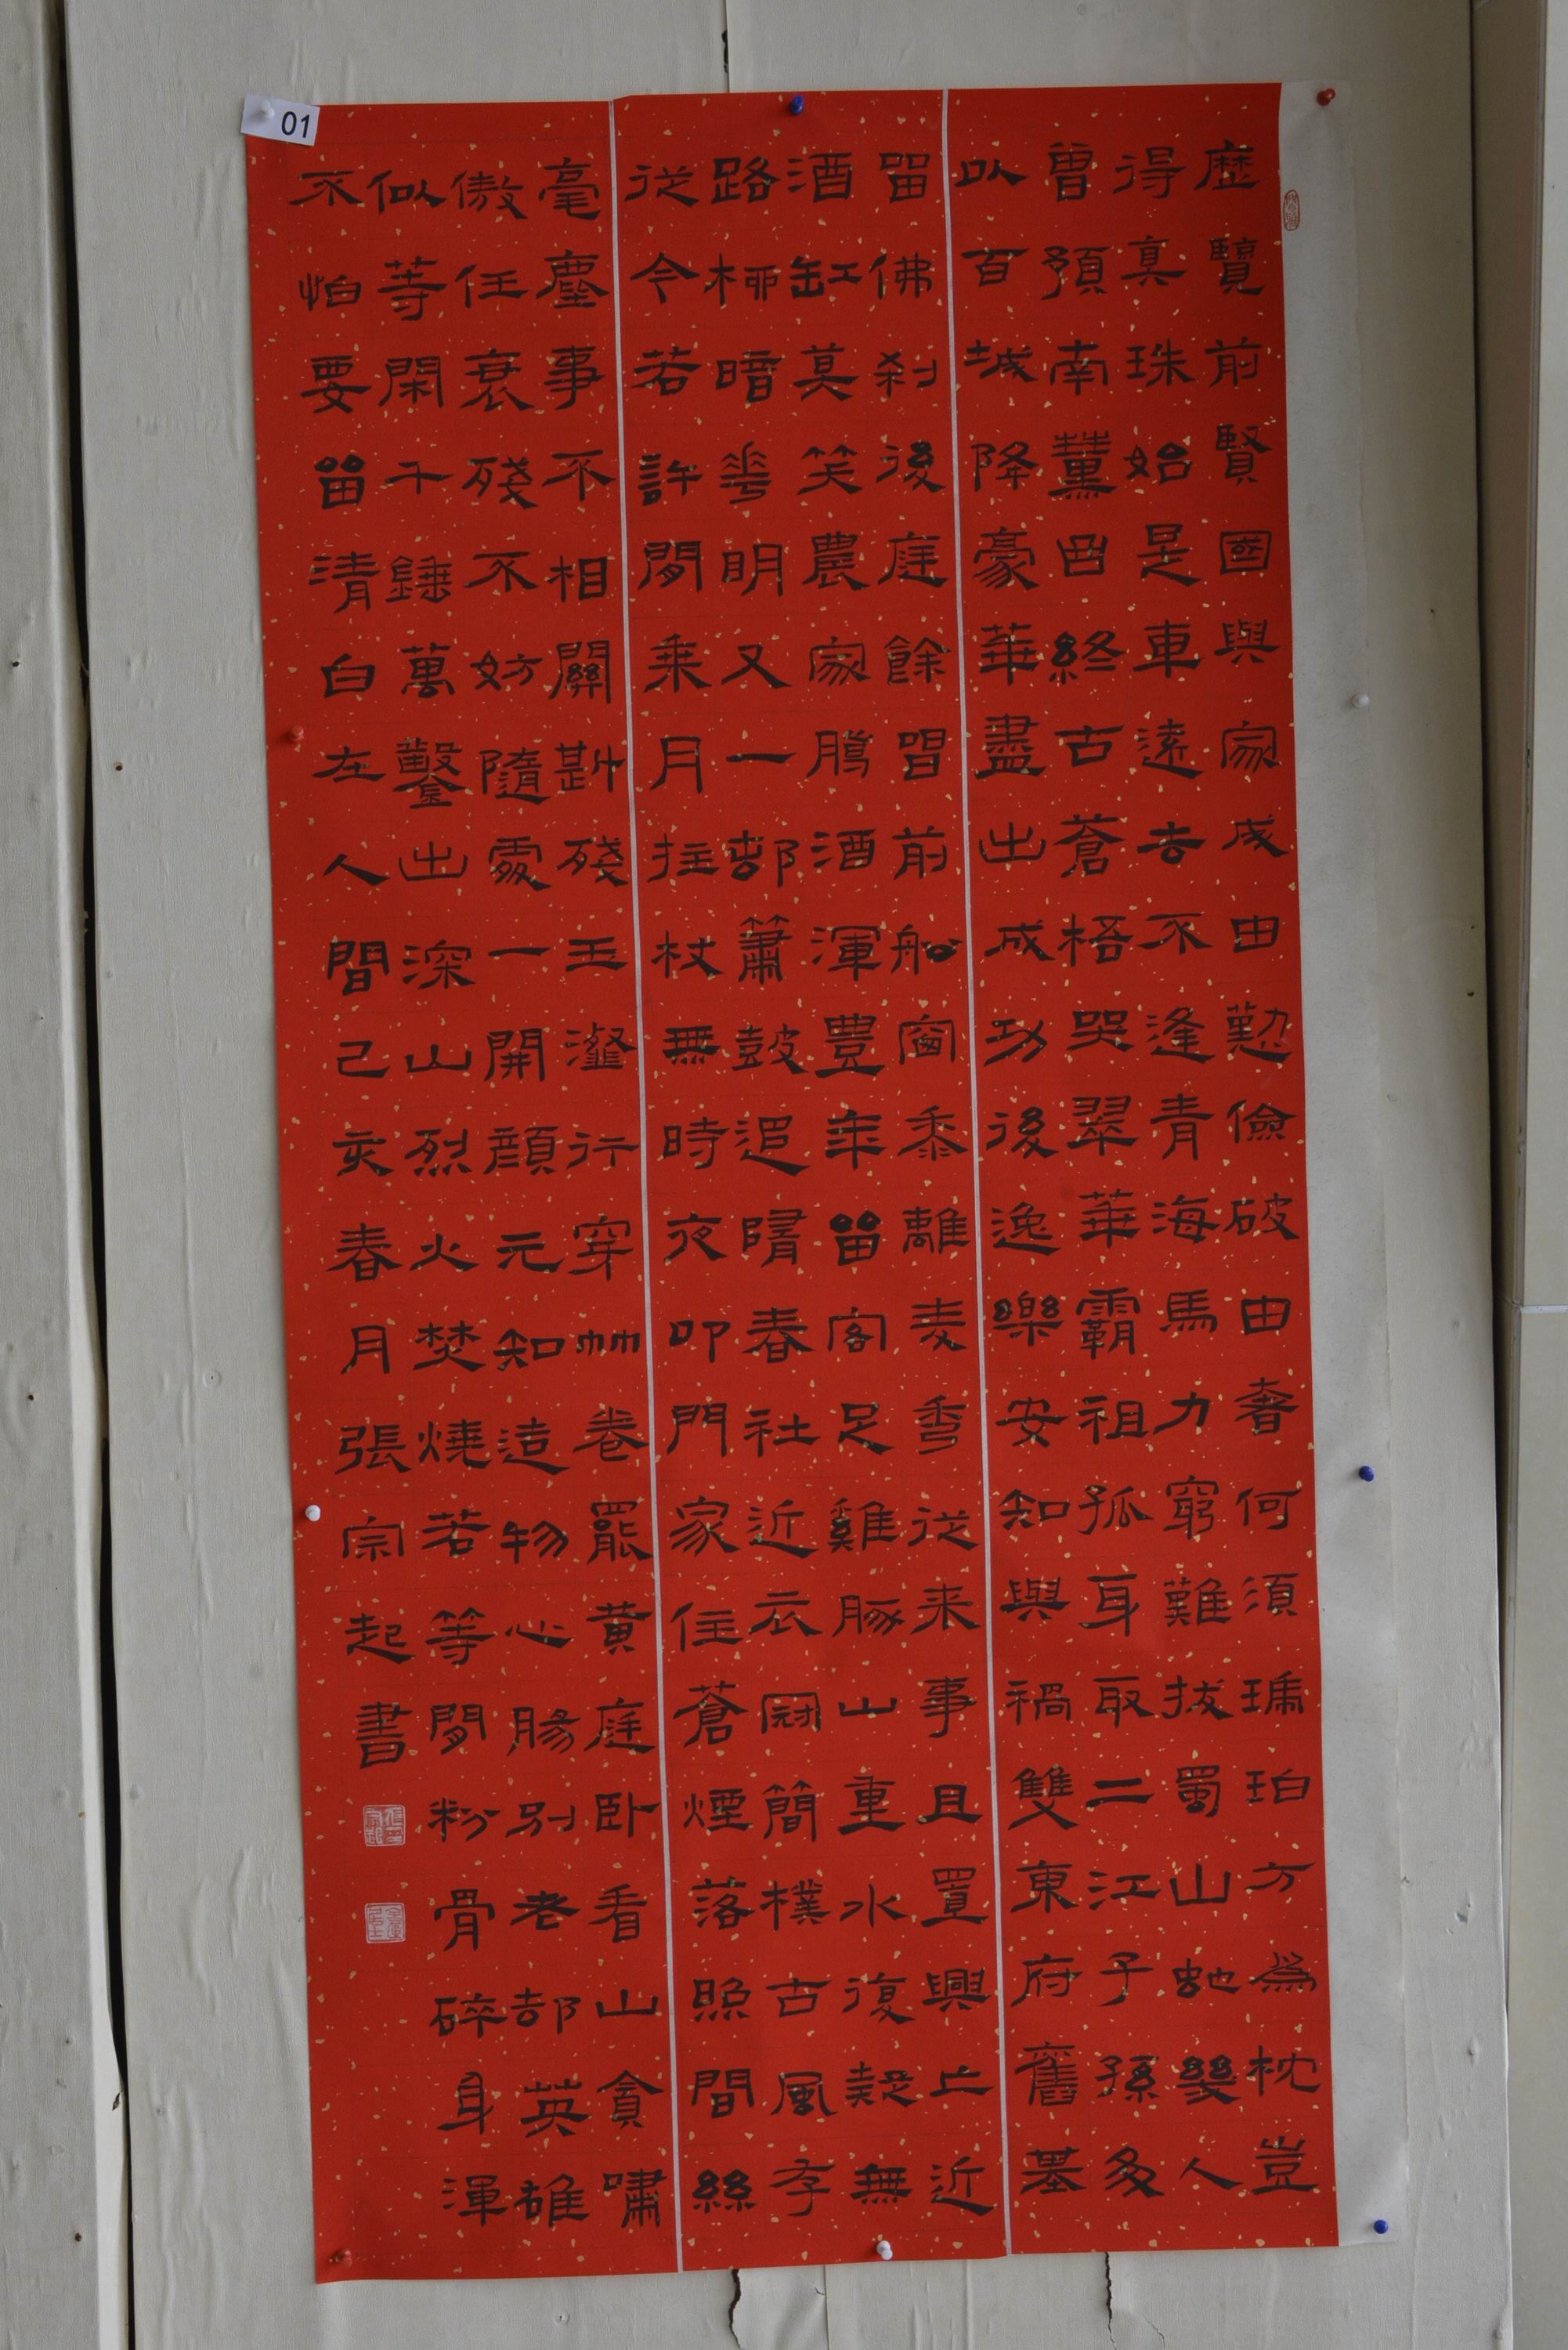 01
歷覽前賢國與家成由勤儉破由奢何須琥珀方為枕豈
得真珠始是車遠去不逢青海馬力窮難拔蜀山虵幾人
曾預南薰曲終古蒼梧哭翠華霸祖孤身取二江子孫多
以百城降豪華盡出成功後逸樂安知與禍雙東府舊基
留佛刹後庭餘唱前船窗黍離麦秀從来事且置興亡近
酒缸莫笑農家臘酒渾豐年留客足雞豚山重水復疑無
路柳暗花明又一邨簫鼓追隨春社近衣冠簡樸古風存
從今若許閑乘月拄杖無時夜叩門家住蒼煙落照間絲
毫塵事不相關斟殘玉瀣行穿竹卷罷黃庭卧看山貪嘯
傲任衰殘不妨隨處一開顏元知造物心腸別老却英雄
似等閑千錘萬鑿出深山烈火焚燒若等閑粉骨碎身渾
不怕要留清白在人間己亥春月張宗起書